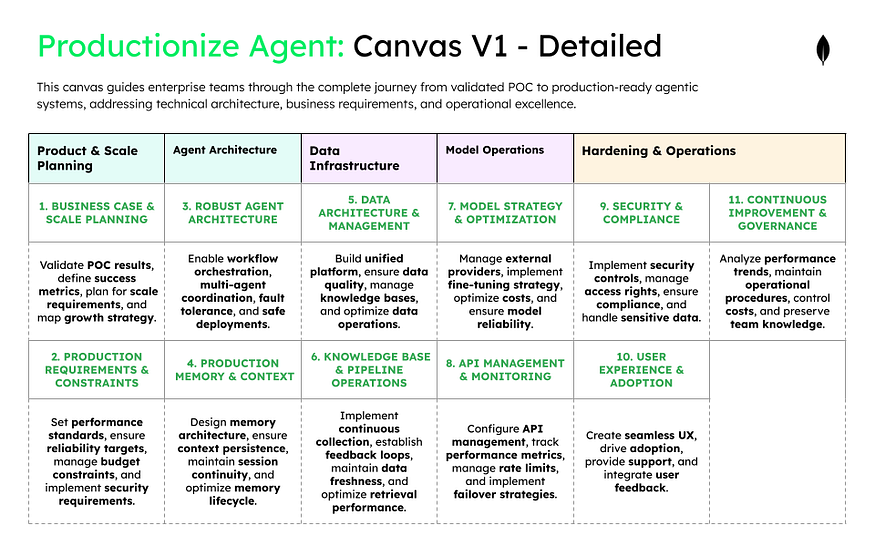 Productionize Agent: Canvas V1 - Detailed
This canvas guides enterprise teams through the complete journey from validated POC to production-ready agentic
systems, addressing technical architecture, business requirements, and operational excellence.
Product & Scale
Planning
Agent Architecture
Data
Infrastructure
Model Operations
Hardening & Operations
1. BUSINESS CASE &
SCALE PLANNING
3. ROBUST AGENT
ARCHITECTURE
5. DATA
ARCHITECTURE &
MANAGEMENT
7. MODEL STRATEGY
& OPTIMIZATION
9. SECURITY &
COMPLIANCE
11. CONTINUOUS
IMPROVEMENT &
GOVERNANCE
Validate POC results,
define success
metrics, plan for scale
requirements, and
map growth strategy.
Enable workflow
orchestration,
multi-agent
coordination, fault
tolerance, and safe
deployments.
Build unified
platform, ensure data
quality, manage
knowledge bases,
and optimize data
operations.
Manage external
providers, implement
fine-tuning strategy,
optimize costs, and
ensure model
reliability.
Implement security
controls, manage
access rights, ensure
compliance, and
handle sensitive data.
Analyze performance
trends, maintain
operational
procedures, control
costs, and preserve
team knowledge.
2. PRODUCTION
REQUIREMENTS &
CONSTRAINTS
4. PRODUCTION
MEMORY & CONTEXT
6. KNOWLEDGE BASE
& PIPELINE
OPERATIONS
8. API MANAGEMENT
& MONITORING
10. USER
EXPERIENCE &
ADOPTION
Set performance
standards, ensure
reliability targets,
manage budget
constraints, and
implement security
requirements.
Design memory
architecture, ensure
context persistence,
maintain session
continuity, and
optimize memory
lifecycle.
Implement
continuous
collection, establish
feedback loops,
maintain data
freshness, and
optimize retrieval
performance.
Configure API
management, track
performance metrics,
manage rate limits,
and implement
failover strategies.
Create seamless UX,
drive adoption,
provide support, and
integrate user
feedback.